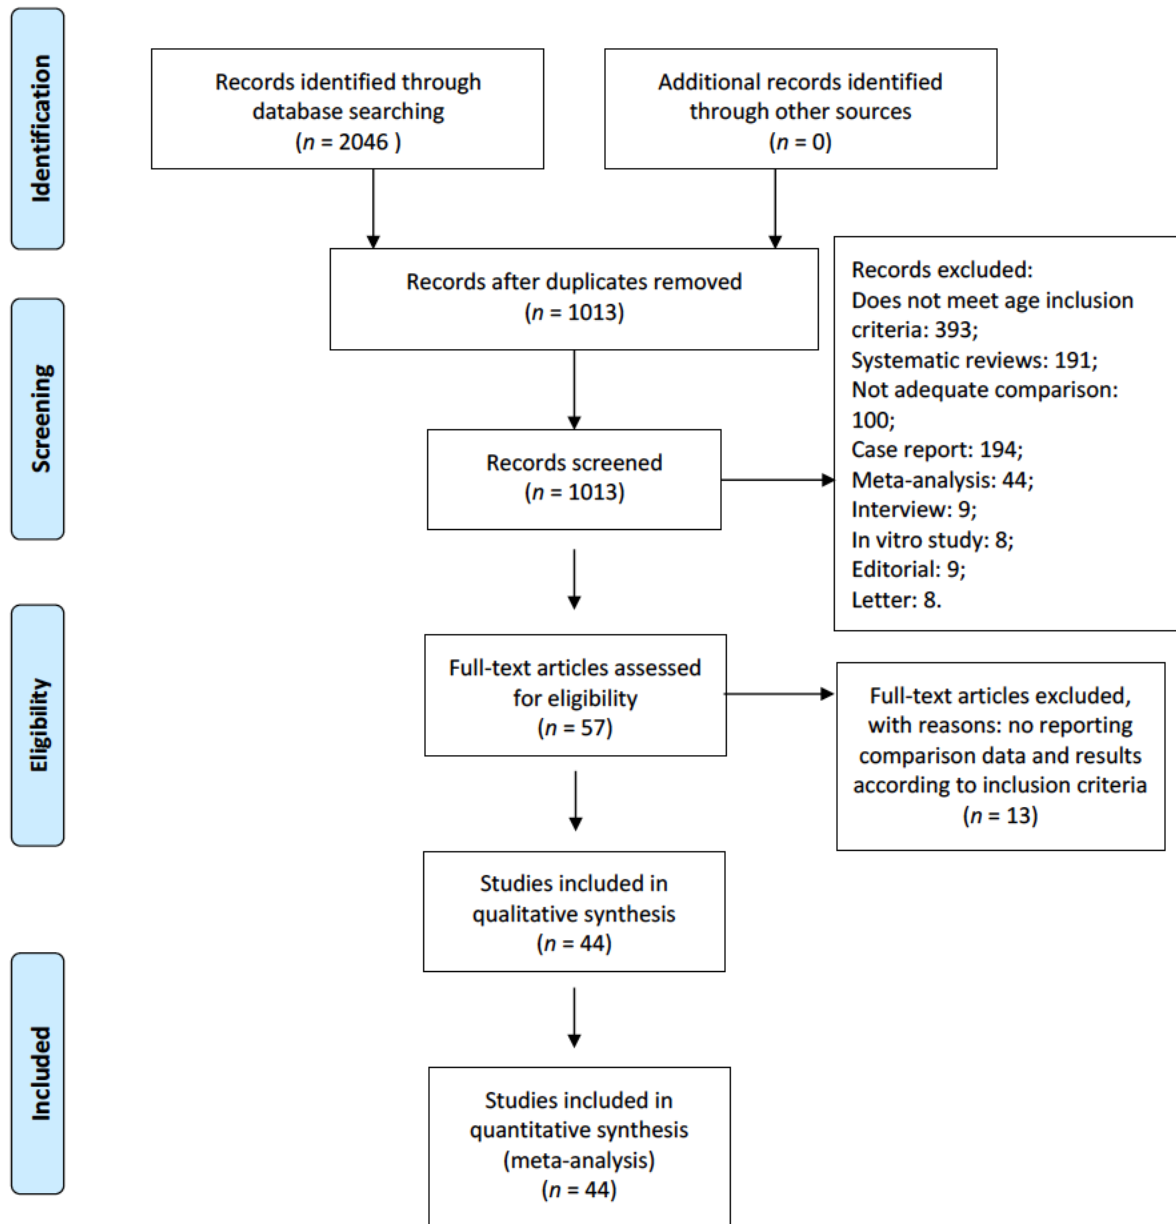 Identification
Records identified through
database searching
(n = 2046 )
Additional records identified
through other sources
(n = 0)
Records after duplicates removed
(n = 1013)
Records excluded:
Does not meet age inclusion
criteria: 393;
Systematic reviews: 191;
Not adequate comparison:
100;
Case report: 194;
Meta-analysis: 44;
Interview: 9;
In vitro study: 8;
Editorial: 9;
Letter: 8.
Screening
Records screened
(n = 1013)
Eligibility
Full-text articles assessed
for eligibility
(n = 57)
Full-text articles excluded,
with reasons: no reporting
comparison data and results
according to inclusion criteria
(n = 13)
Studies included in
qualitative synthesis
(n = 44)
Included
Studies included in
quantitative synthesis
(meta-analysis)
(n = 44)